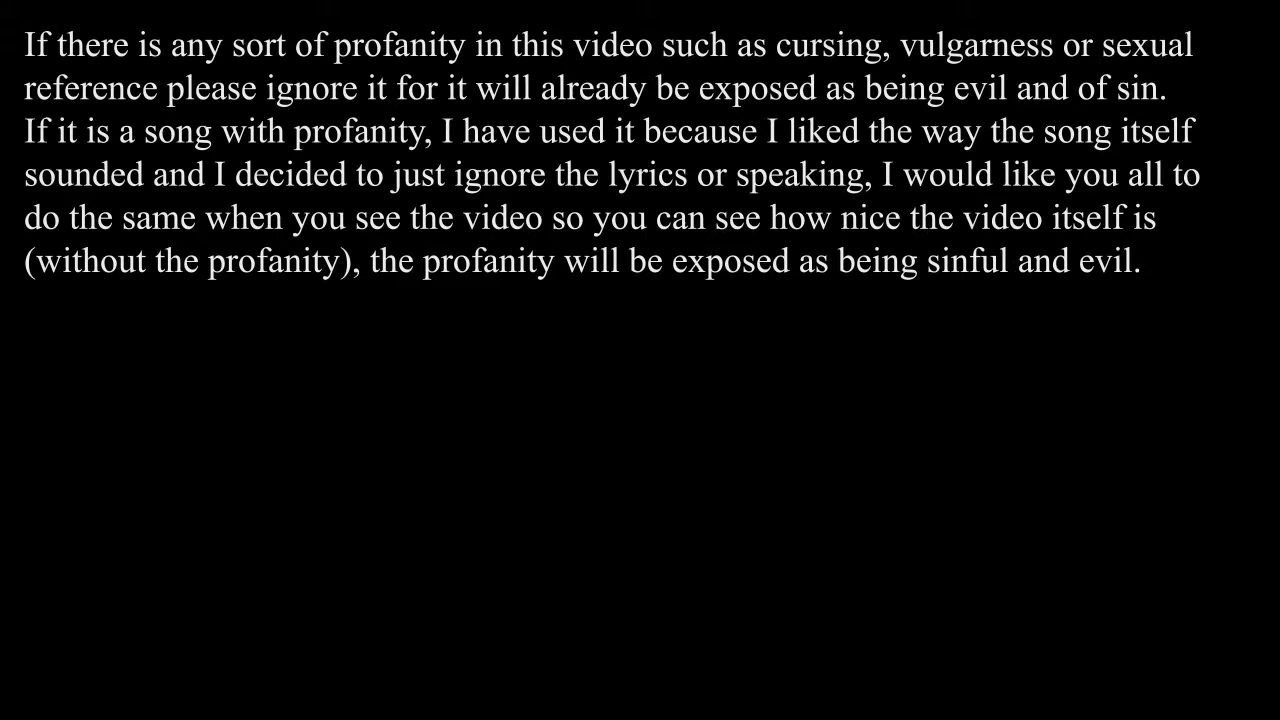 If there is any sort of profanity in this video such as cursing, vulgarness or sexual
reference please ignore it for it will already be exposed as being evil and of sin.
If it is a song with profanity, I have used it because I liked the way the song itself
sounded and I decided to just ignore the lyrics or speaking, I would like you all to
do the same when you see the video so you can see how nice the video itself is
(without the profanity), the profanity will be exposed as being sinful and evil.